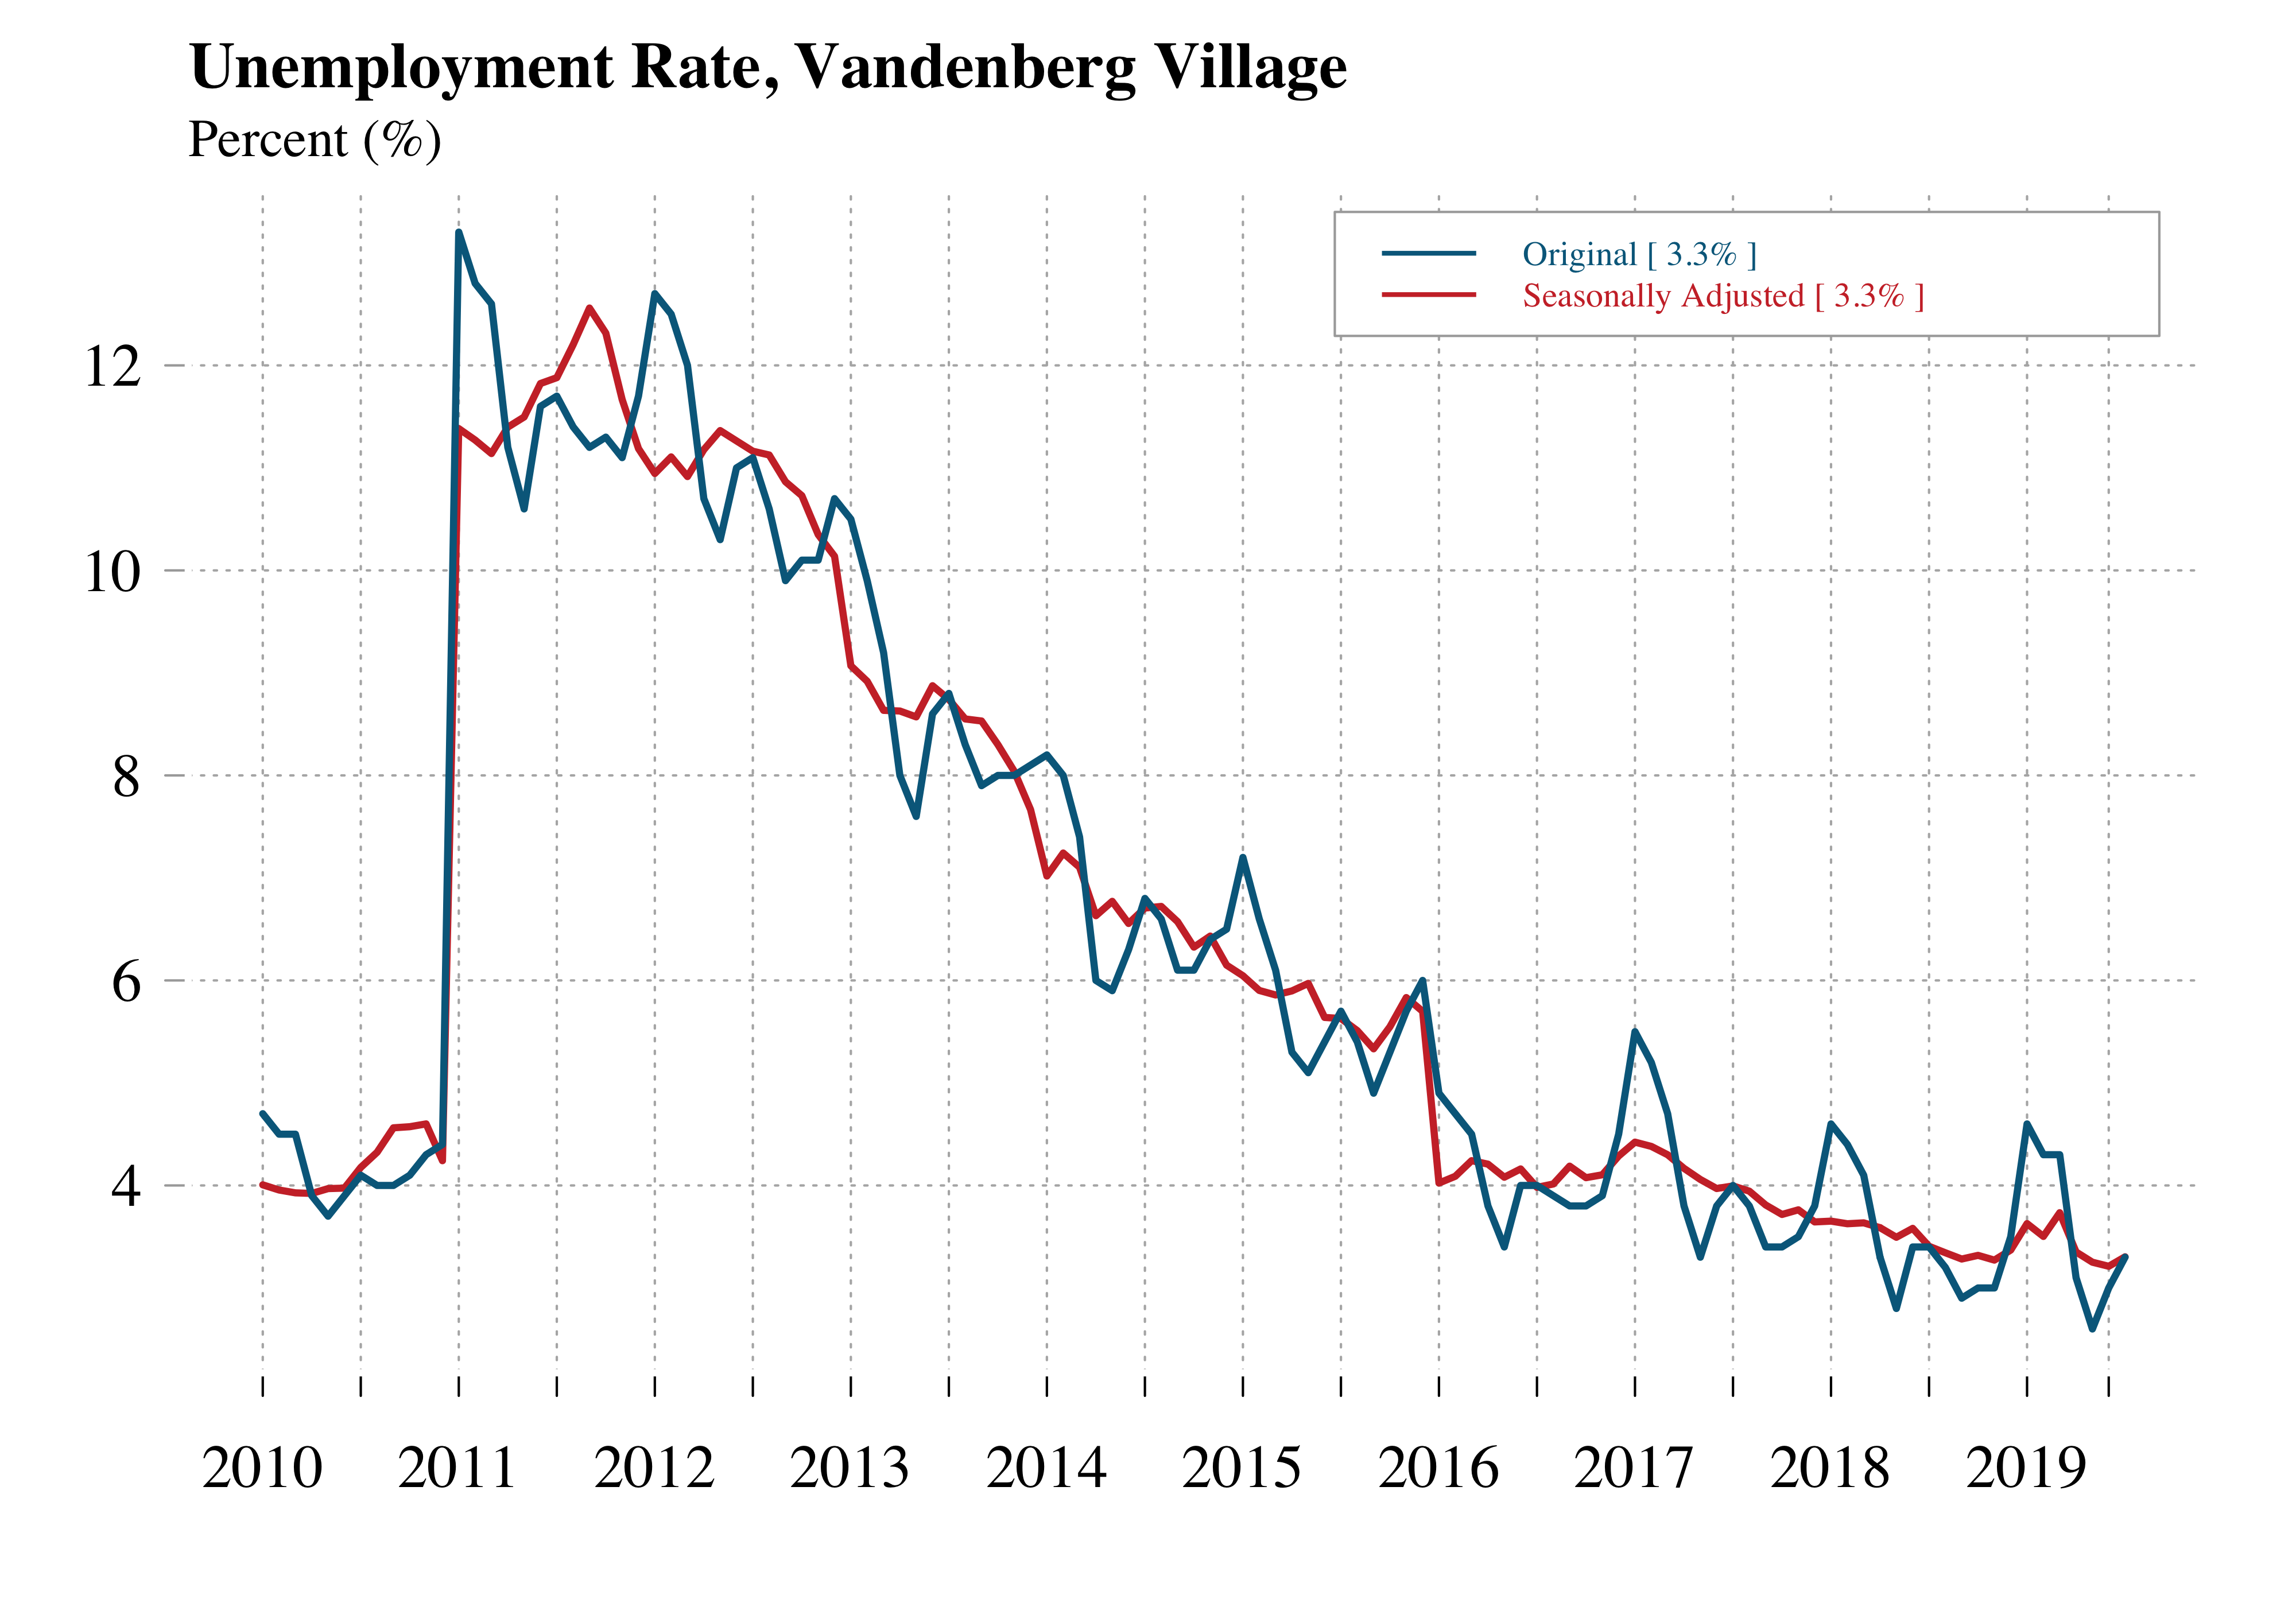 Unemployment Rate, Vandenberg Village
Percent (%)
Original [ 3.3% ]
Seasonally Adjusted [ 3.3% ]
12
10
8
6
4
2010 2011 2012 2013 2014 2015 2016 2017 2018 2019